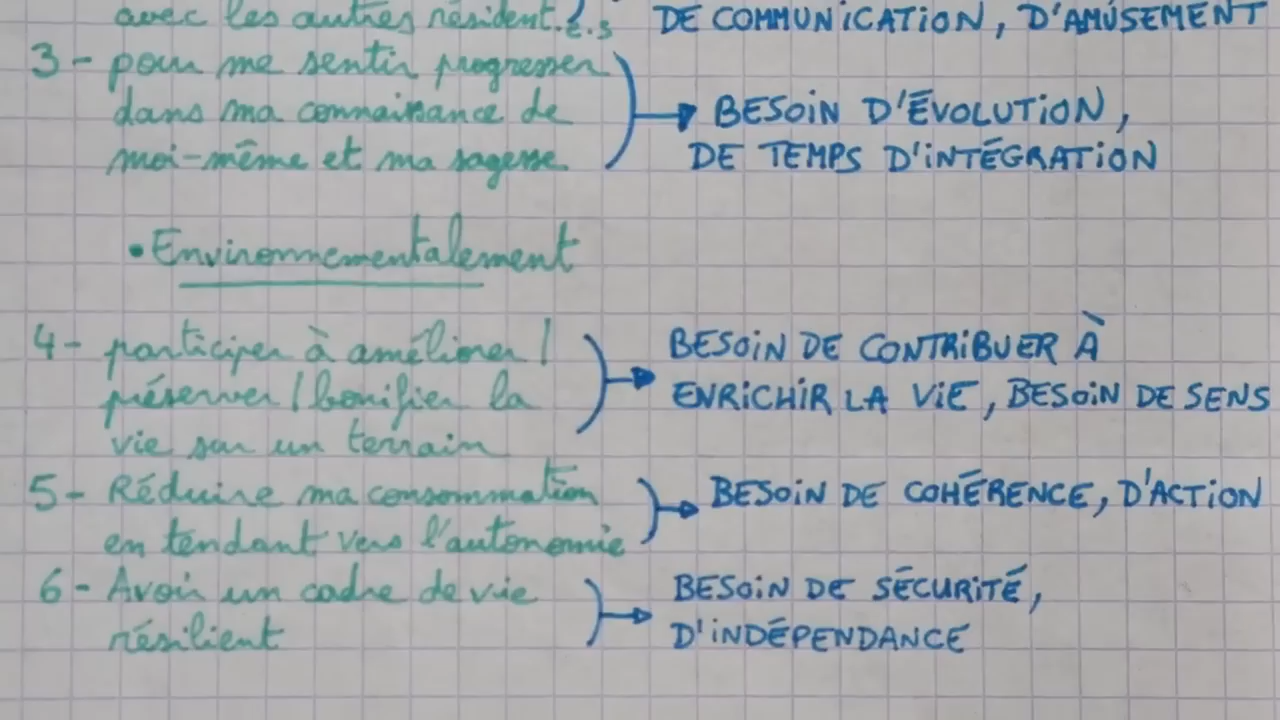 avec les autres résident.e.s DE COMMUNICATION, D'AMUSEMENT
3 - pour me sentir progresser
dans ma connaissance de
moi-même et ma sagesse
BESOIN D'ÉVOLUTION,
DE TEMPS D'INTÉGRATION
• Environnementalement
4 - participer à améliorer /
préserver / bonifier la
vie sur un terrain
BESOIN DE CONTRIBUER À
ENRICHIR LA VIE, BESOIN DE SENS
5 - Réduire ma consommation
en tendant vers l'autonomie
BESOIN DE COHÉRENCE, D'ACTION
6 - Avoir un cadre de vie
résilient
BESOIN DE SÉCURITÉ,
D'INDÉPENDANCE